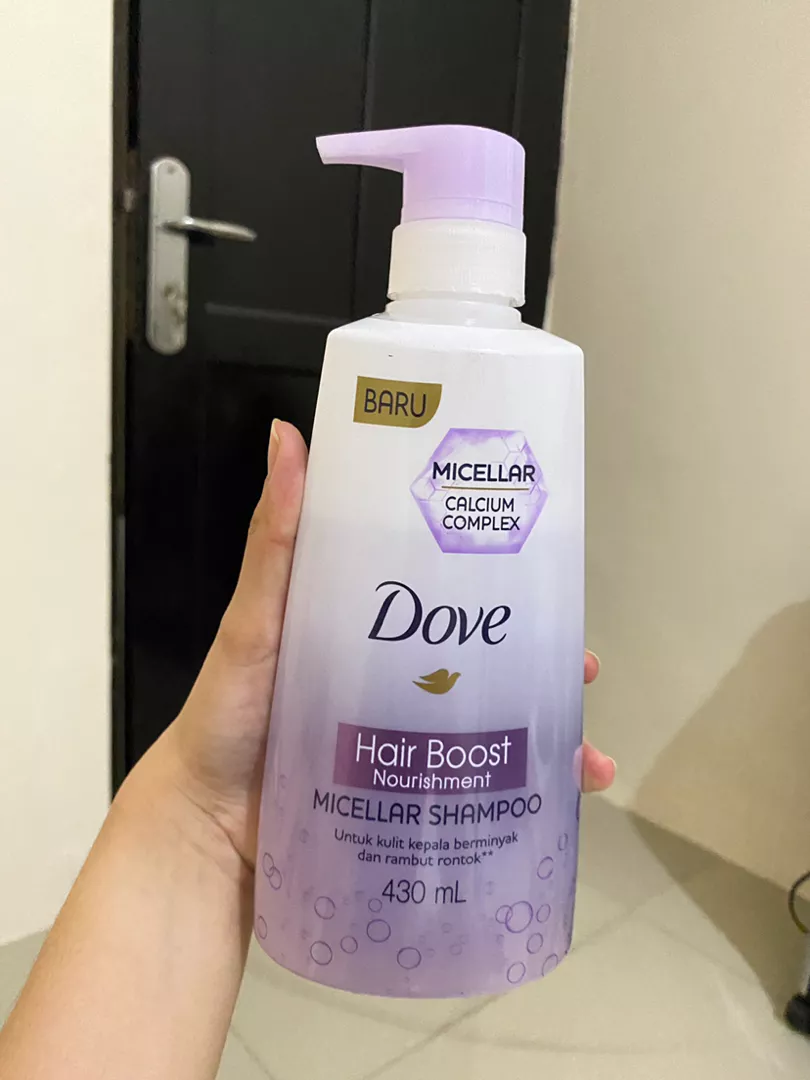 BARU
MICELLAR
CALCIUM
COMPLEX
Dove
Hair Boost
Nourishment
MICELLAR SHAMPOO
Untuk kulit kepala berminyak
dan rambut rontok**
430 mL